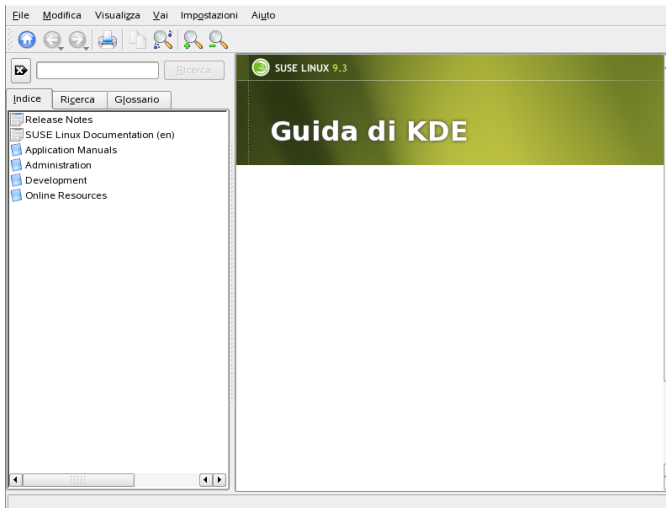 File Modifica Visualizza Vai Impostazioni Aiuto
Ricerca
Indice Ricerca Glossario
Release Notes
SUSE Linux Documentation (en)
Application Manuals
Administration
Development
Online Resources
SUSE LINUX 9.3
Guida di KDE